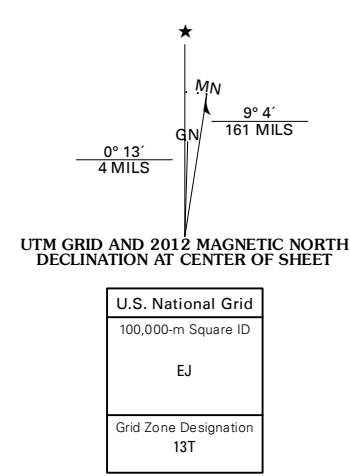 ★
MN
GN
9° 4´
161 MILS
0° 13´
4 MILS
UTM GRID AND 2012 MAGNETIC NORTH
DECLINATION AT CENTER OF SHEET
U.S. National Grid
100,000-m Square ID
EJ
Grid Zone Designation
13T